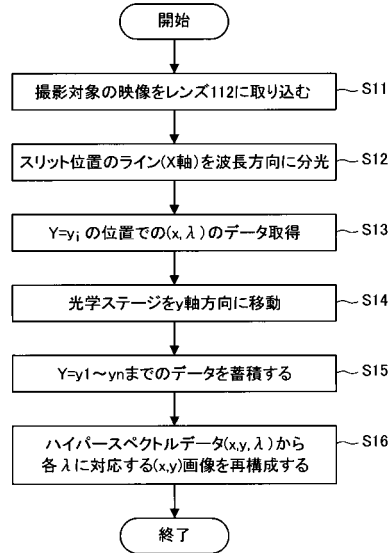 開始
撮影対象の映像をレンズ112に取り込む
S11
スリット位置のライン(X軸)を波長方向に分光
S12
Y=yiの位置での(x,λ)のデータ取得
S13
光学ステージをy軸方向に移動
S14
Y=y1～ynまでのデータを蓄積する
S15
ハイパースペクトルデータ(x,y,λ)から
各λに対応する(x,y)画像を再構成する
S16
終了